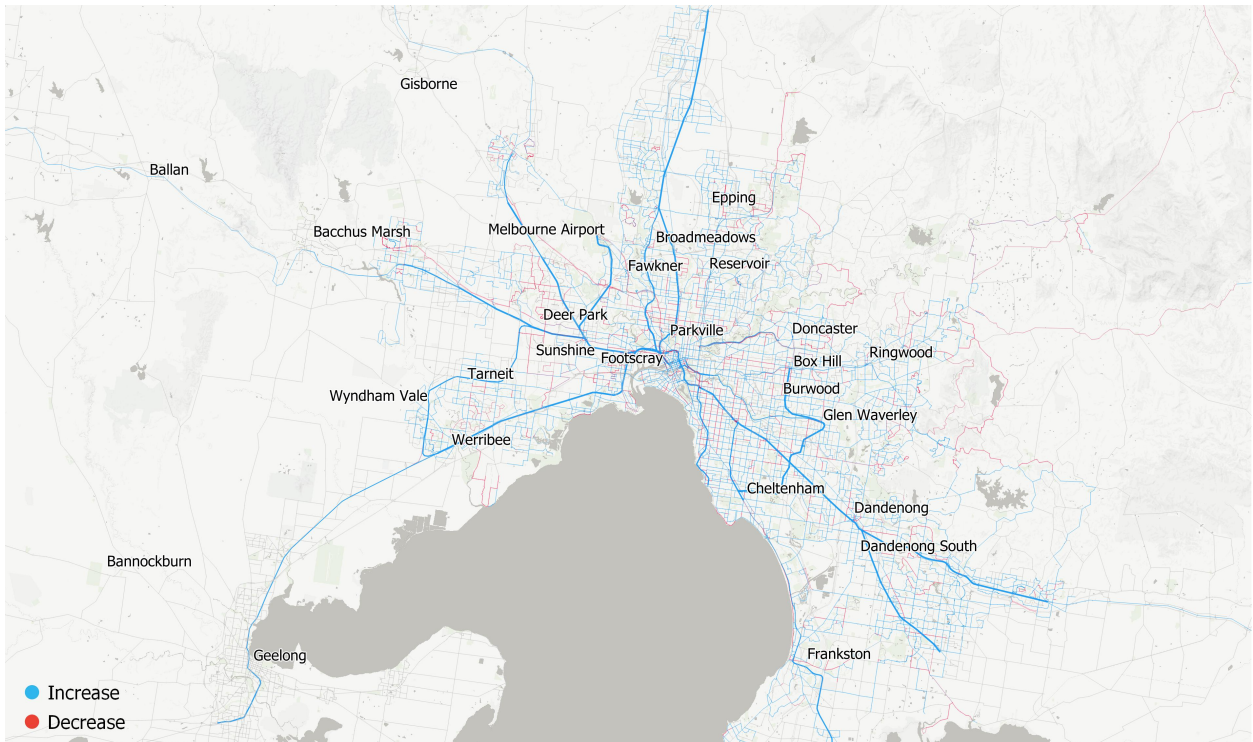 Gisborne
Ballan
Epping
Bacchus Marsh
Melbourne Airport
Broadmeadows
Fawkner
Reservoir
Deer Park
Parkville
Doncaster
Sunshine
Footscray
Box Hill
Ringwood
Tarneit
Burwood
Wyndham Vale
Glen Waverley
Werribee
Cheltenham
Dandenong
Dandenong South
Bannockburn
Geelong
Frankston
Increase
Decrease